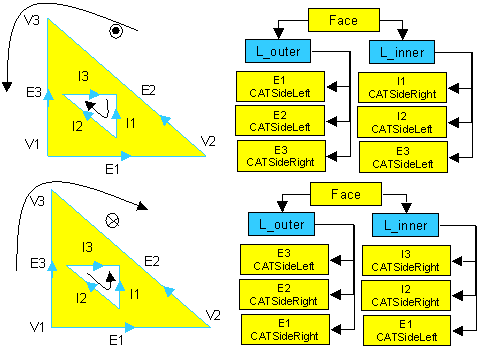 V3
E3
I3
E2
I2
I1
V1
V2
E1
Face
L_outer
L_inner
E1
CATSideLeft
I1
CATSideRight
E2
CATSideLeft
I2
CATSideLeft
E3
CATSideRight
E3
CATSideLeft
V3
I3
E3
E2
I2
I1
V1
V2
E1
Face
L_outer
L_inner
E3
CATSideLeft
I3
CATSideRight
E2
CATSideRight
I2
CATSideRight
E1
CATSideRight
E1
CATSideLeft